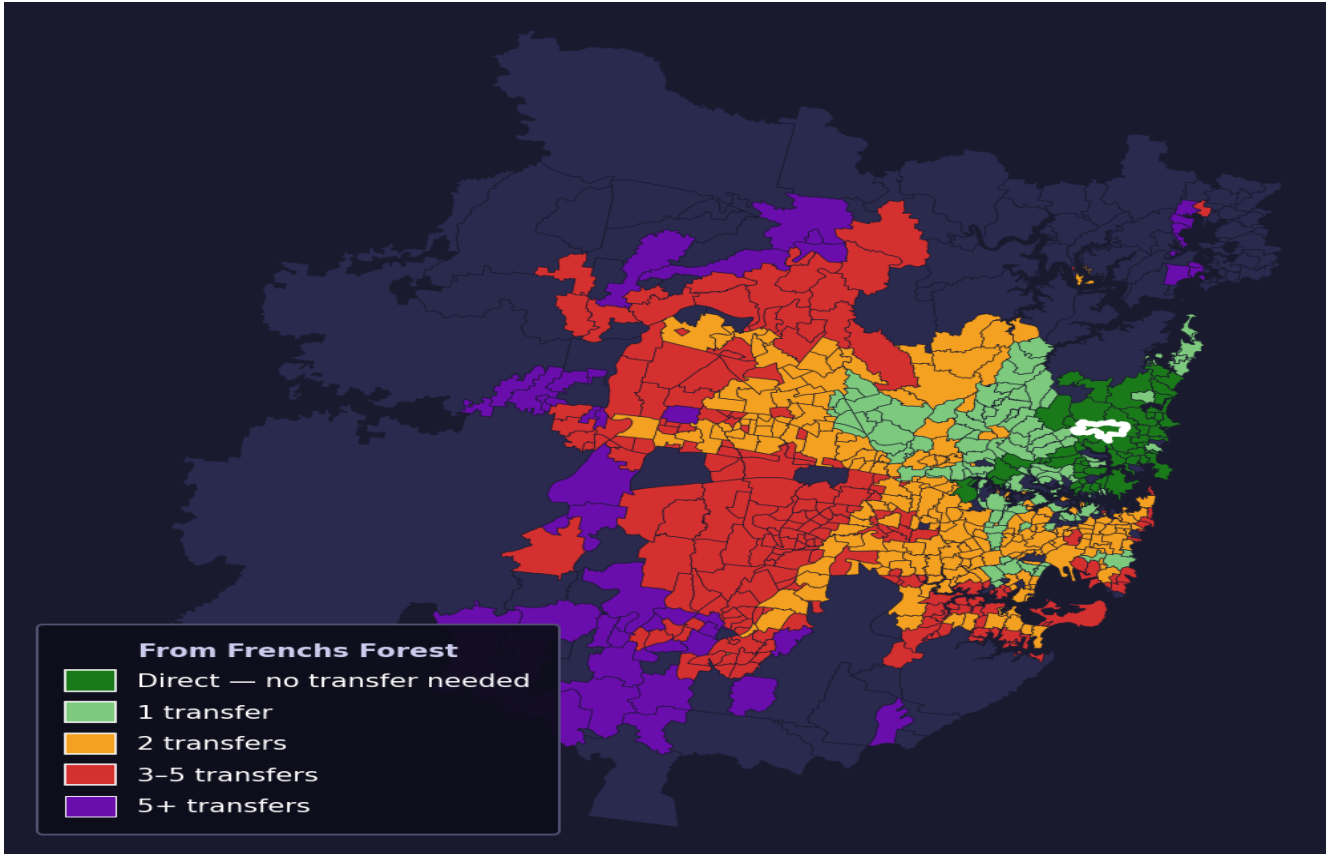 From Frenchs Forest
Direct — no transfer needed
1 transfer
2 transfers
3–5 transfers
5+ transfers